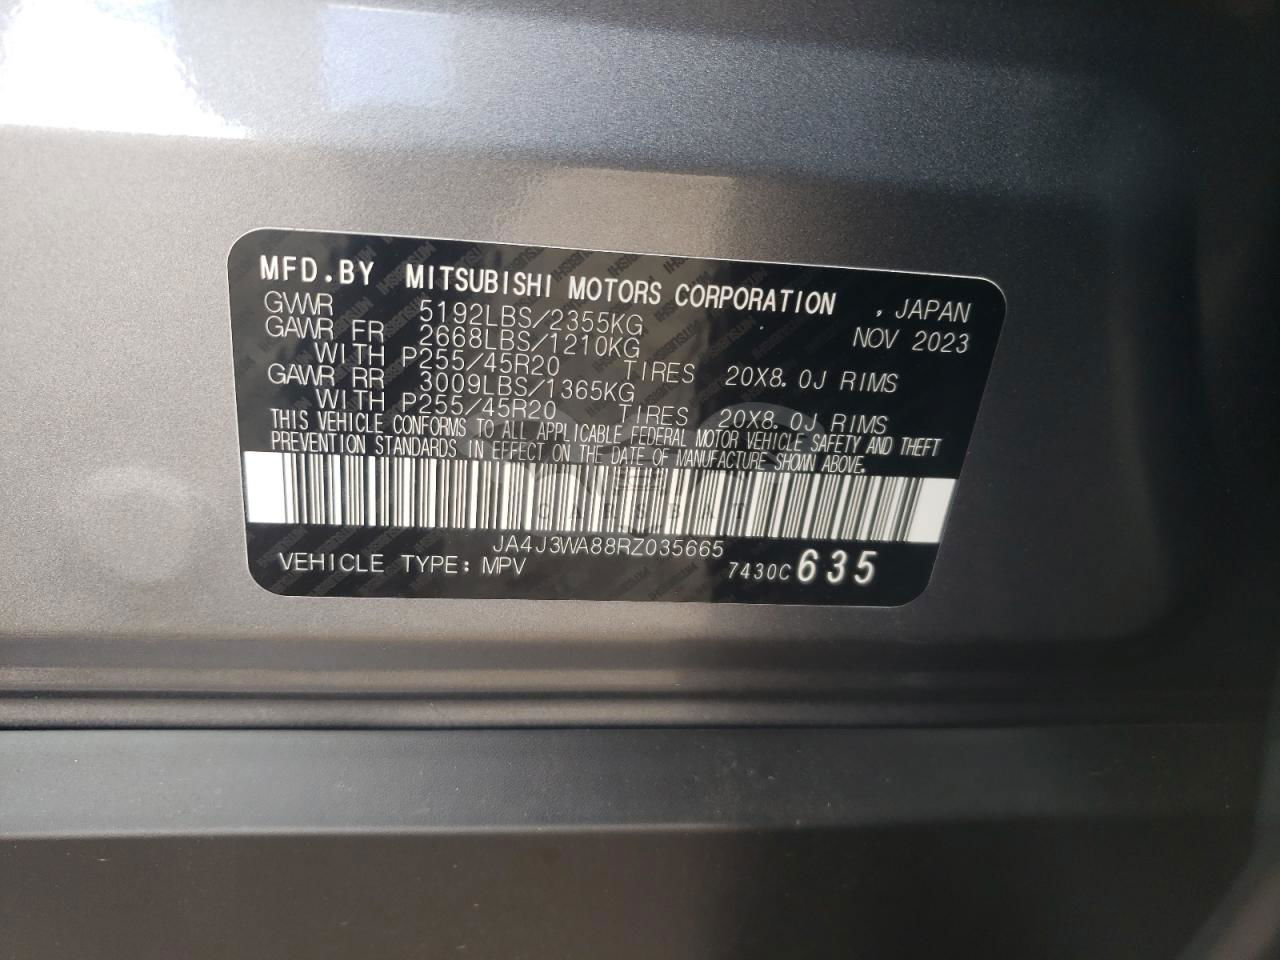 MFD.BY MITSUBISHI MOTORS CORPORATION , JAPAN
GWWR 5192LBS/2355KG NOV 2023
GAWR FR 2668LBS/1210KG
WITH P255/45R20 TIRES 20X8.0J RIMS
GAWR RR 3009LBS/1365KG
WITH P255/45R20 TIRES 20X8.0J RIMS
THIS VEHICLE CONFORMS TO ALL APPLICABLE FEDERAL MOTOR VEHICLE SAFETY AND THEFT
PREVENTION STANDARDS IN EFFECT ON THE DATE OF MANUFACTURE SHOWN ABOVE.
CARSBAT
JA4J3WA88RZ035665
VEHICLE TYPE: MPV 7430C 635